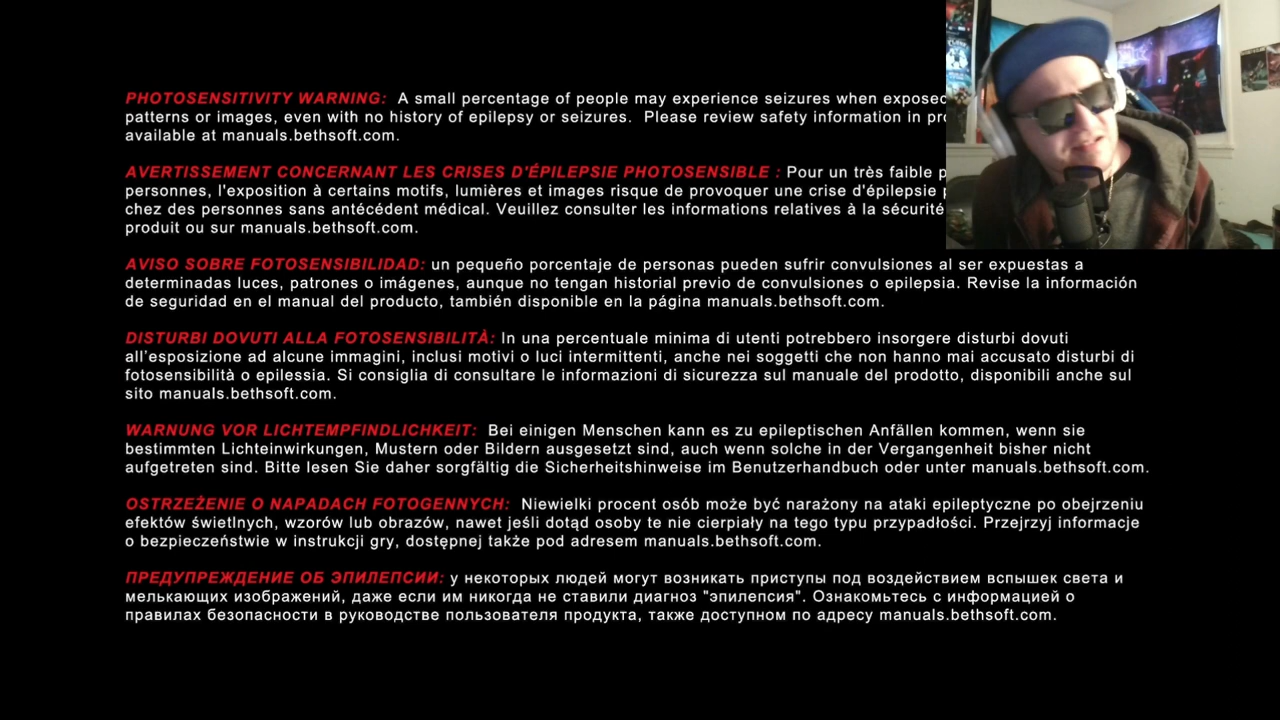 PHOTOSENSITIVITY WARNING: A small percentage of people may experience seizures when exposed
patterns or images, even with no history of epilepsy or seizures. Please review safety information in
available at manuals.bethsoft.com.
AVERTISSEMENT CONCERNANT LES CRISES D'ÉPILEPSIE PHOTOSENSIBLE : Pour un très faible
personnes, l'exposition à certains motifs, lumières et images risque de provoquer une crise d'épilepsie
chez des personnes sans antécédent médical. Veuillez consulter les informations relatives à la sécurité
produit ou sur manuals.bethsoft.com.
AVISO SOBRE FOTOSENSIBILIDAD: un pequeño porcentaje de personas pueden sufrir convulsiones al ser expuestas a
determinadas luces, patrones o imágenes, aunque no tengan historial previo de convulsiones o epilepsia. Revise la información
de seguridad en el manual del producto, también disponible en la página manuals.bethsoft.com.
DISTURBI DOVUTI ALLA FOTOSENSIBILITÀ: In una percentuale minima di utenti potrebbero insorgere disturbi dovuti
all’esposizione ad alcune immagini, inclusi motivi o luci intermittenti, anche nei soggetti che non hanno mai accusato disturbi di
fotosensibilità o epilessia. Si consiglia di consultare le informazioni di sicurezza sul manuale del prodotto, disponibili anche sul
sito manuals.bethsoft.com.
WARNUNG VOR LICHTEMPFINDLICHKEIT: Bei einigen Menschen kann es zu epileptischen Anfällen kommen, wenn sie
bestimmten Lichteinwirkungen, Mustern oder Bildern ausgesetzt sind, auch wenn solche in der Vergangenheit bisher nicht
aufgetreten sind. Bitte lesen Sie daher sorgfältig die Sicherheitshinweise im Benutzerhandbuch oder unter manuals.bethsoft.com.
OSTRZEŻENIE O NAPADACH FOTOGENNYCH: Niewielki procent osób może być narażony na ataki epileptyczne po obejrzeniu
efektów świetlnych, wzorów lub obrazów, nawet jeśli dotąd osoby te nie cierpiały na tego typu przypadłości. Przejrzyj informacje
o bezpieczeństwie w instrukcji gry, dostępnej także pod adresem manuals.bethsoft.com.
ПРЕДУПРЕЖДЕНИЕ ОБ ЭПИЛЕПСИИ: у некоторых людей могут возникать приступы под воздействием вспышек света и
мелькающих изображений, даже если им никогда не ставили диагноз "эпилепсия". Ознакомьтесь с информацией о
правилах безопасности в руководстве пользователя продукта, также доступном по адресу manuals.bethsoft.com.